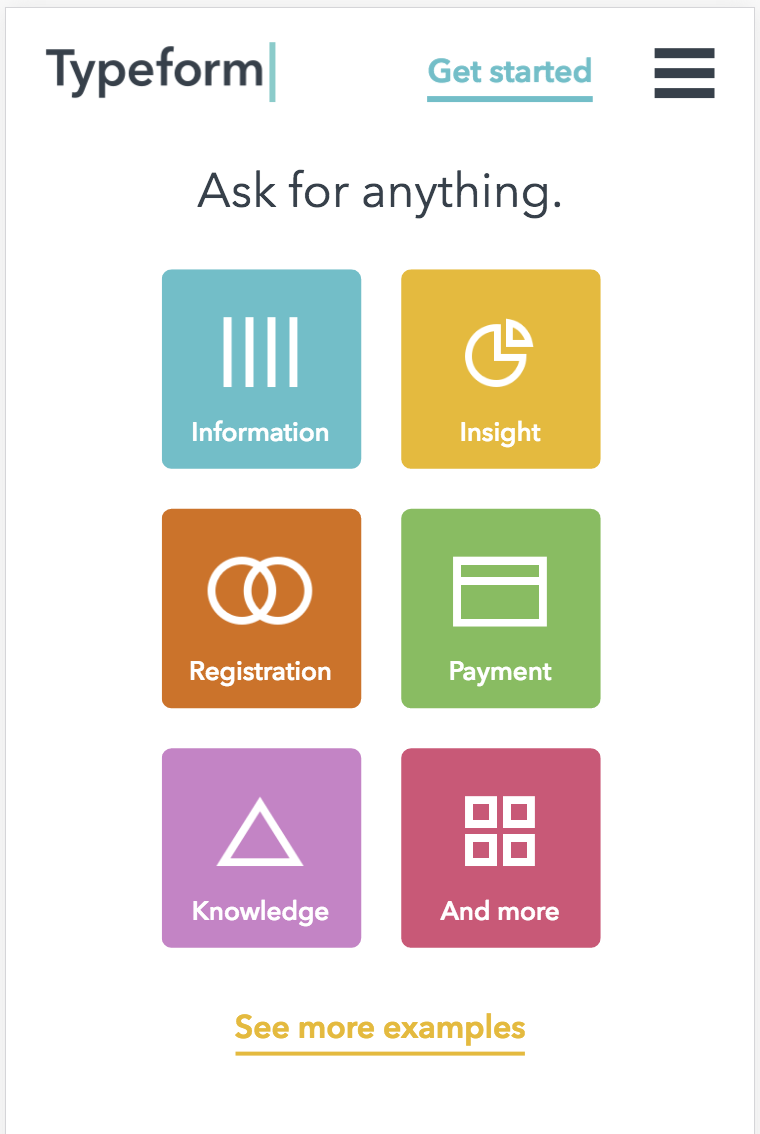 Typeform
Get started
Ask for anything.
Information
Insight
Registration
Payment
Knowledge
And more
See more examples